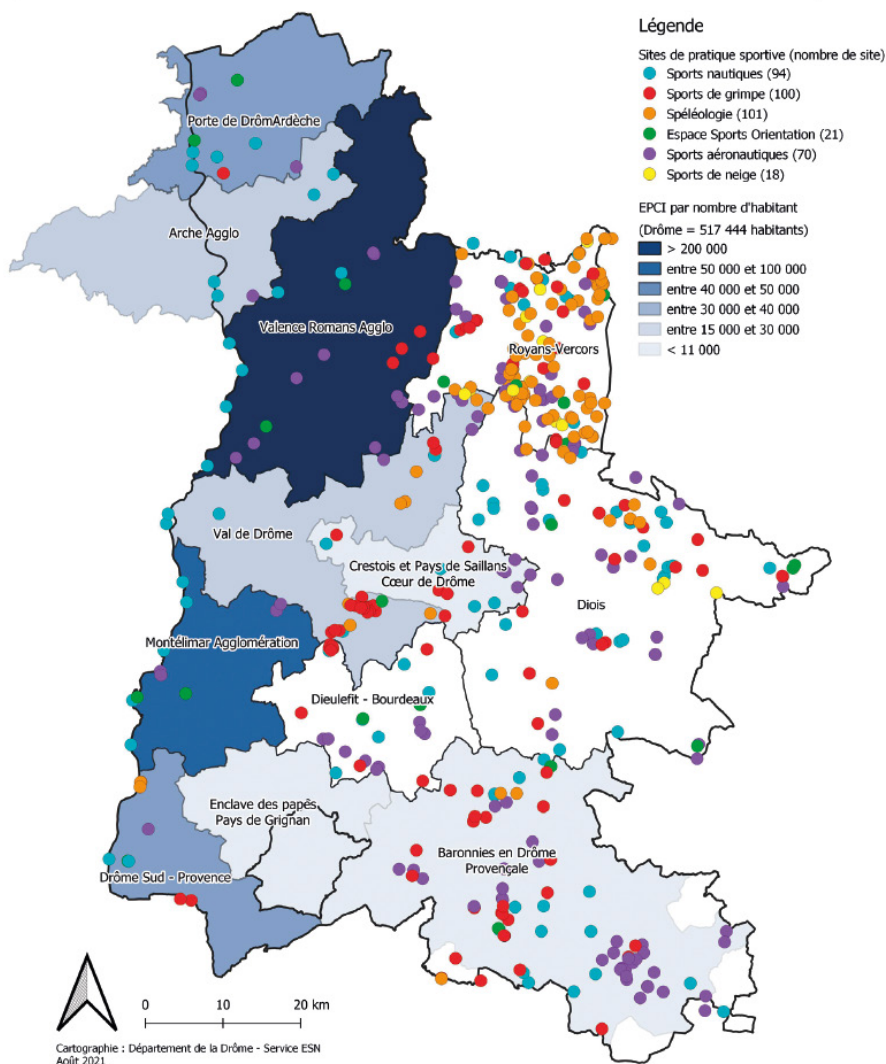 Légende
Sites de pratique sportive (nombre de site)
Sports nautiques (94)
Sports de grimpe (100)
Spéléologie (101)
Espace Sports Orientation (21)
Sports aéronautiques (70)
Sports de neige (18)
EPCI par nombre d'habitant
(Drôme = 517 444 habitants)
> 200 000
entre 50 000 et 100 000
entre 40 000 et 50 000
entre 30 000 et 40 000
entre 15 000 et 30 000
< 11 000
Porte de DrômArdèche
Arche Agglo
Valence Romans Agglo
Royans-Vercors
Val de Drôme
Crestois et Pays de Saillans
Cœur de Drôme
Diois
Montélimar Agglomération
Dieulefit - Bourdeaux
Enclave des papes
Pays de Grignan
Baronnies en Drôme
Provençale
Drôme Sud - Provence
0 10 20 km
Cartographie : Département de la Drôme - Service ESN
Août 2021